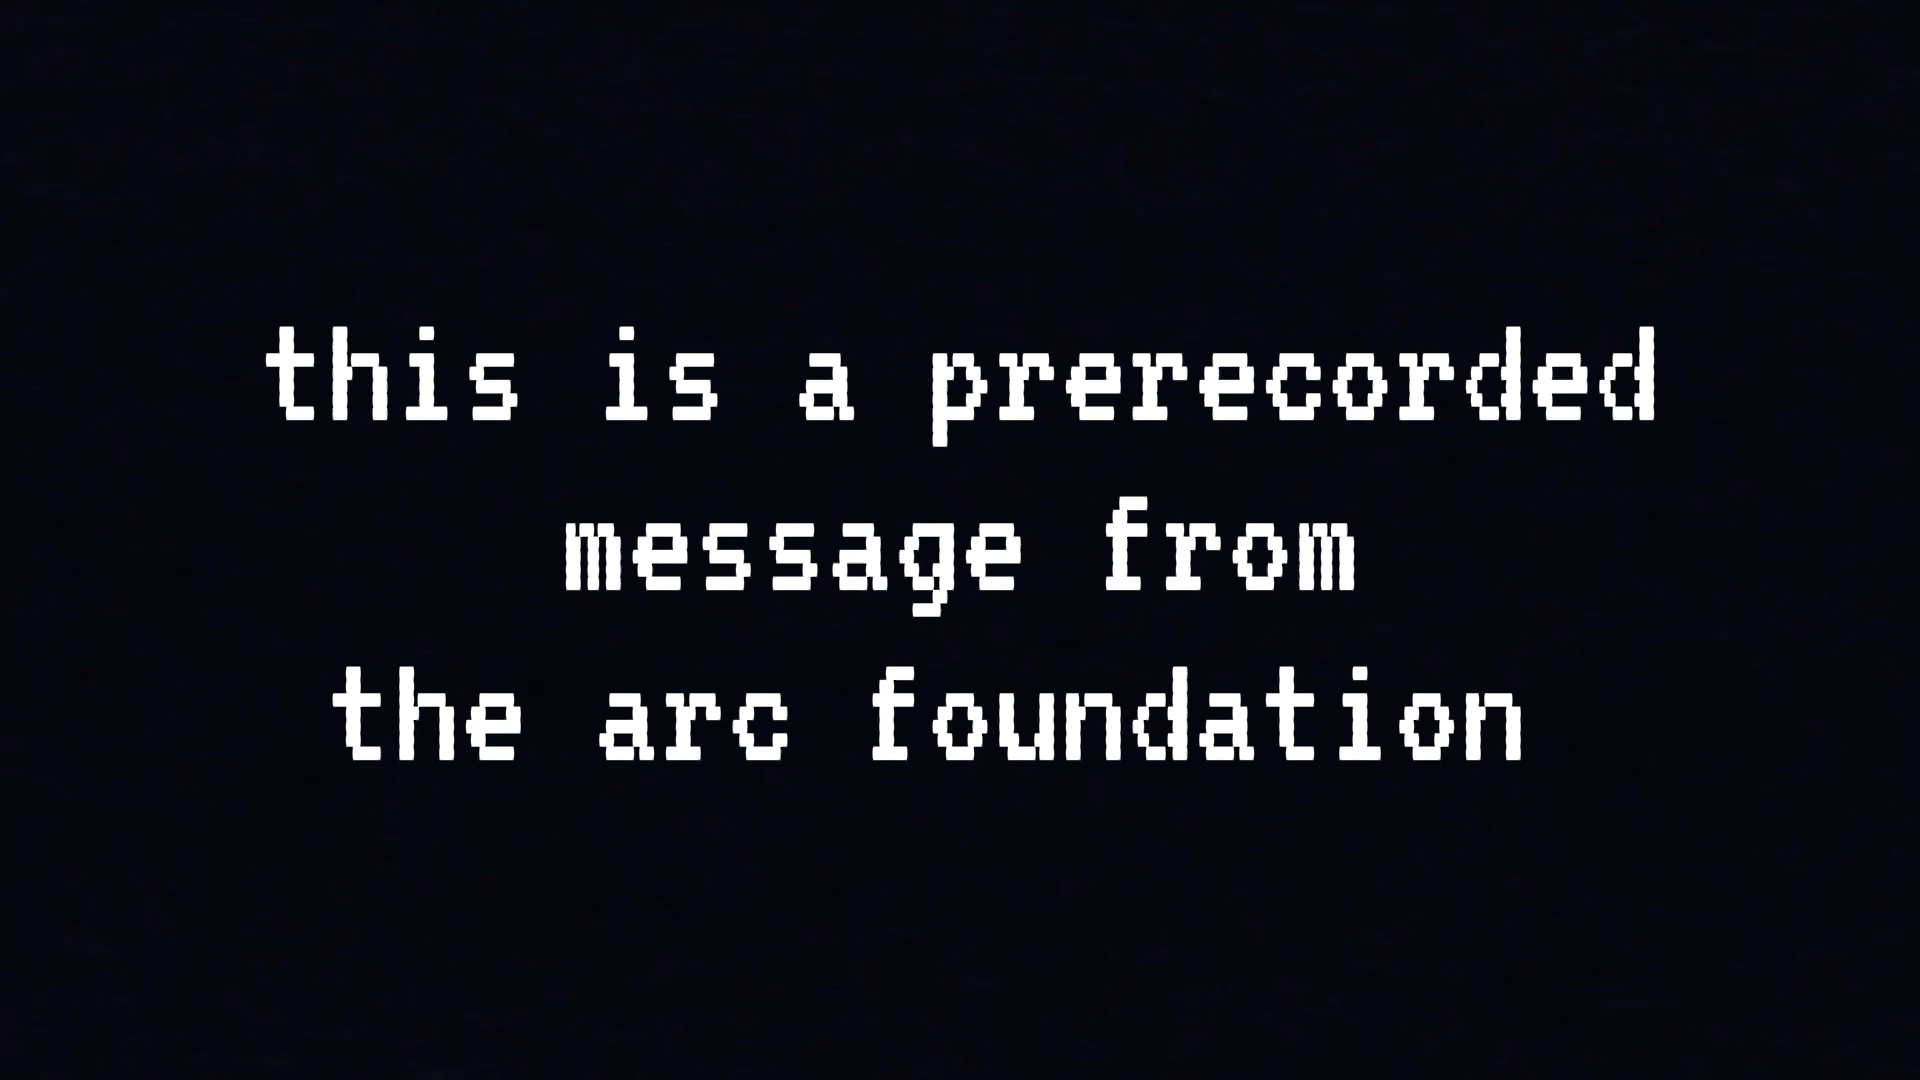 this is a prerecorded
message from
the arc foundation